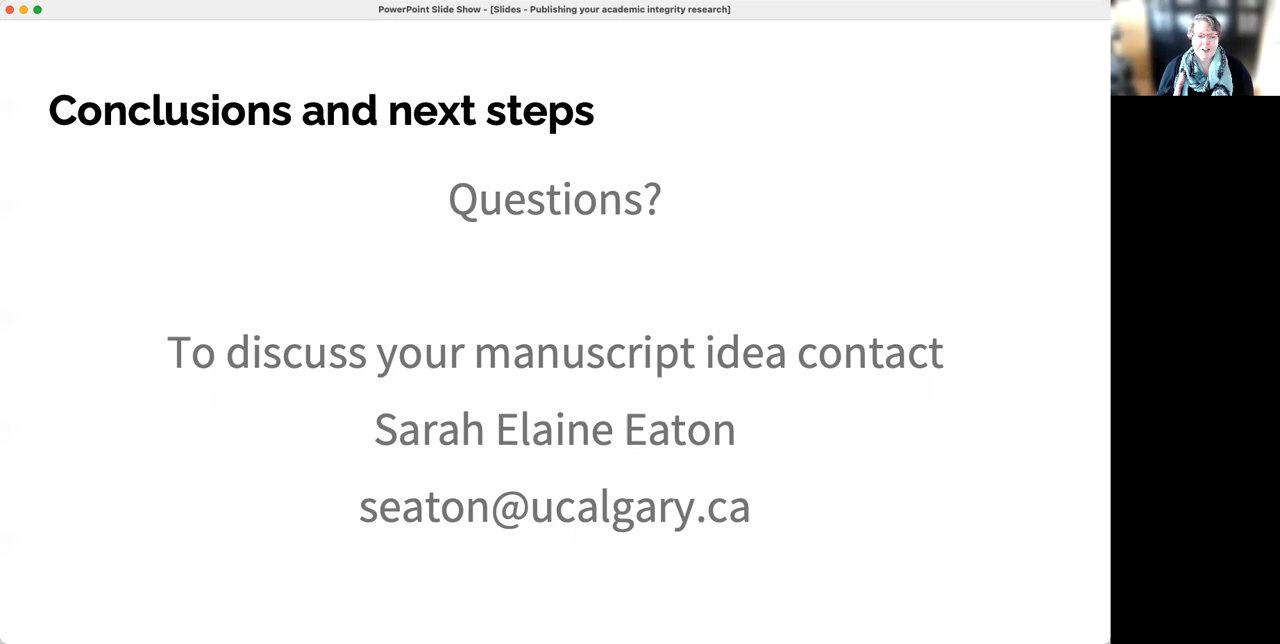 PowerPoint Slide Show - [Slides - Publishing your academic integrity research]
Conclusions and next steps
Questions?
To discuss your manuscript idea contact
Sarah Elaine Eaton
seaton@ucalgary.ca